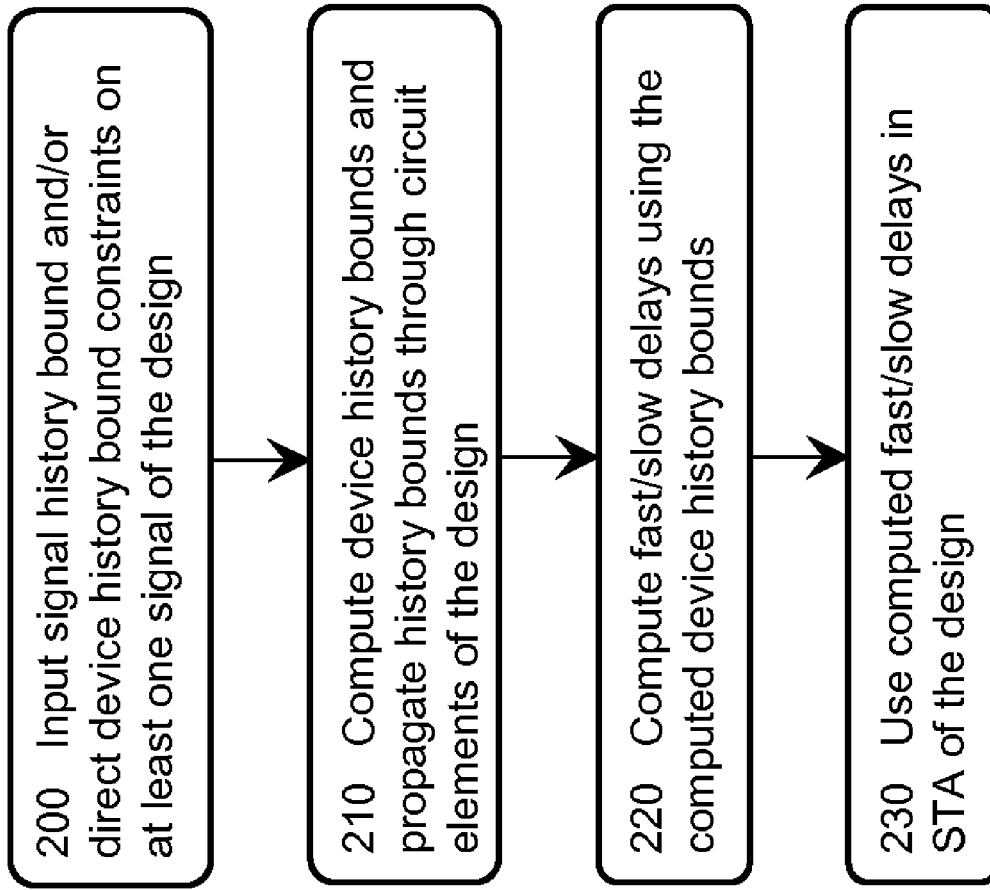 200 Input signal history bound and/or
direct device history bound constraints on
at least one signal of the design
210 Compute device history bounds and
propagate history bounds through circuit
elements of the design
220 Compute fast/slow delays using the
computed device history bounds
230 Use computed fast/slow delays in
STA of the design